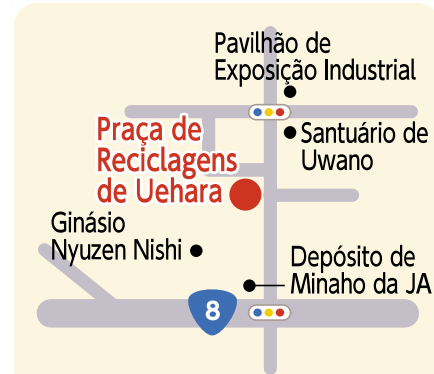 Pavilhão de
Exposição Industrial
Praça de
Reciclagens
de Uehara
Santuário de
Uwano
Ginásio
Nyuzen Nishi
Depósito de
Minaho da JA
8